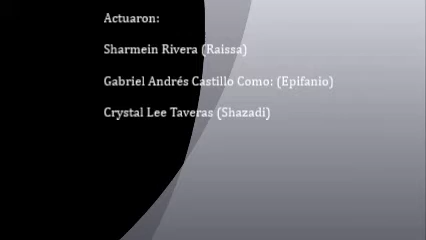 Actuaron:
Sharmein Rivera (Raissa)
Gabriel Andrés Castillo Como: (Epifanio)
Crystal Lee Taveras (Shazadi)